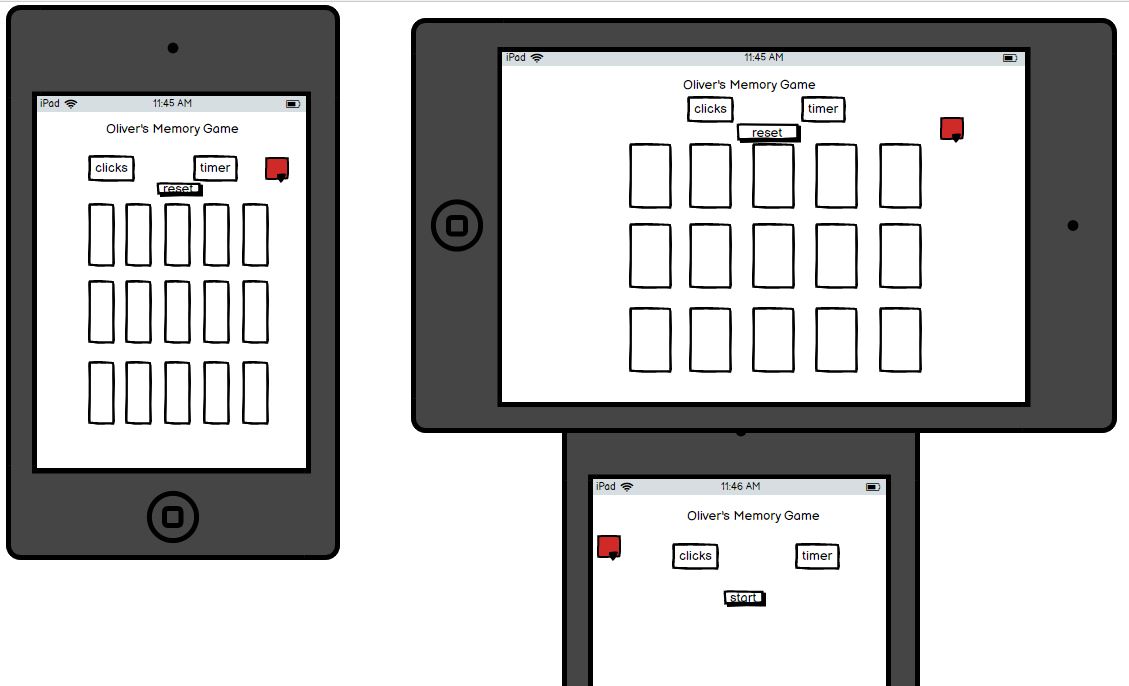 iPad 11:45 AM
Oliver's Memory Game
clicks timer
reset
iPad 11:45 AM
Oliver's Memory Game
clicks timer
reset
iPad 11:46 AM
Oliver's Memory Game
clicks timer
start